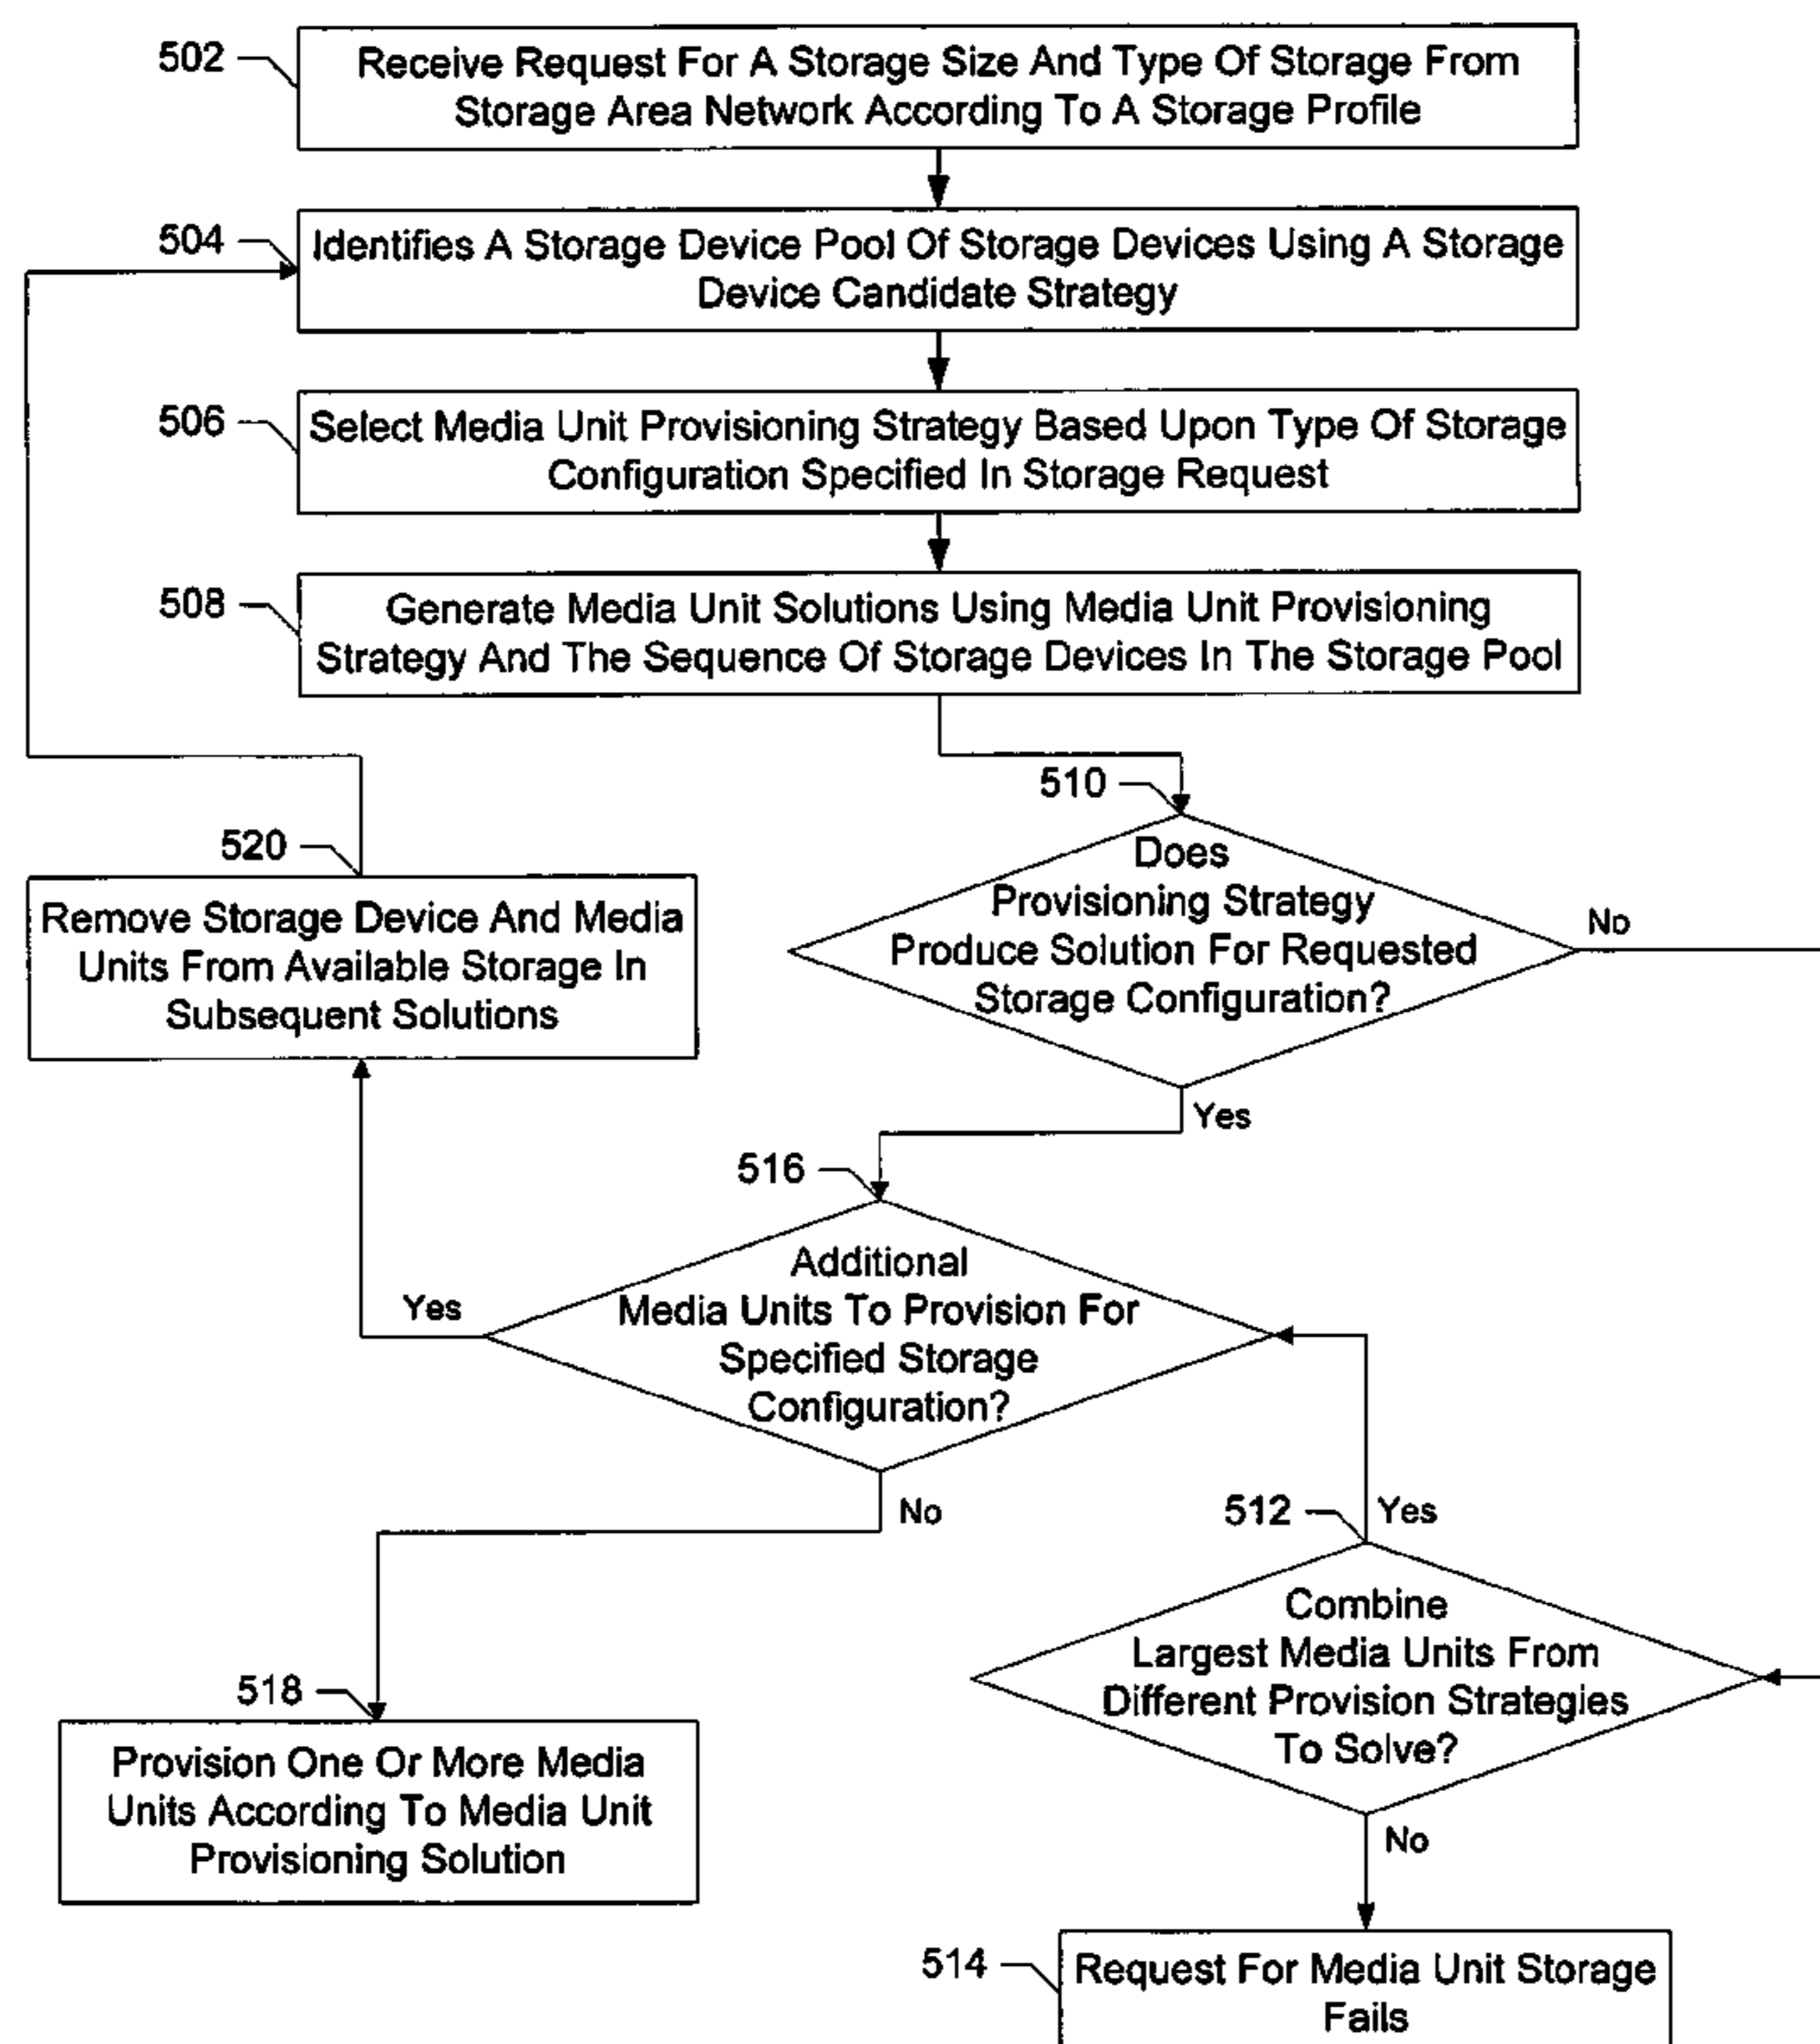 502
Receive Request For A Storage Size And Type Of Storage From
Storage Area Network According To A Storage Profile
504
Identifies A Storage Device Pool Of Storage Devices Using A Storage
Device Candidate Strategy
506
Select Media Unit Provisioning Strategy Based Upon Type Of Storage
Configuration Specified In Storage Request
508
Generate Media Unit Solutions Using Media Unit Provisioning
Strategy And The Sequence Of Storage Devices In The Storage Pool
510
Does
Provisioning Strategy
Produce Solution For Requested
Storage Configuration?
No
Yes
520
Remove Storage Device And Media
Units From Available Storage In
Subsequent Solutions
516
Additional
Media Units To Provision For
Specified Storage
Configuration?
Yes
No
512
Yes
Combine
Largest Media Units From
Different Provision Strategies
To Solve?
No
518
Provision One Or More Media
Units According To Media Unit
Provisioning Solution
514
Request For Media Unit Storage
Fails